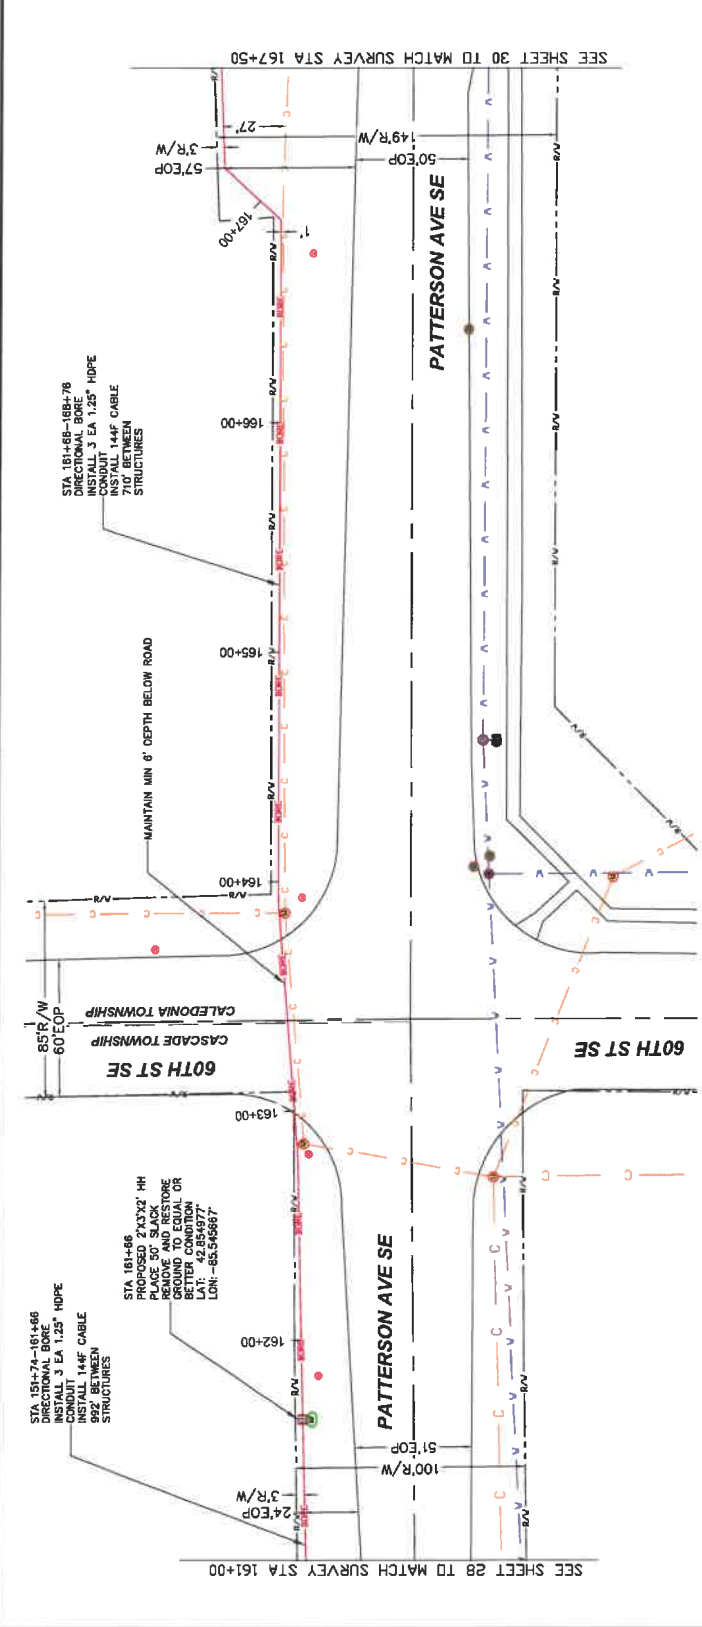 SEE SHEET 30 TO MATCH SURVEY STA 167+50
R/W
C
27'
149'R/W
3'R/W
57'EOP
50'EOP
167+00
1'
PATTERSON AVE SE
STA 161+66-168+76
DIRECTIONAL BORE
INSTALL 3 EA 1.25" HDPE
CONDUIT
INSTALL 144F CABLE
710' BETWEEN
STRUCTURES
166+00
BORE
165+00
MAINTAIN MIN 6' DEPTH BELOW ROAD
164+00
85'R/W
60'EOP
CALEDONIA TOWNSHIP
CASCADE TOWNSHIP
60TH ST SE
60TH ST SE
163+00
STA 161+66
PROPOSED 2'X3'X2' HH
PLACE 50' SLACK
REMOVE AND RESTORE
GROUND TO EQUAL OR
BETTER CONDITION
LAT: 42.854977°
LON: -85.545667°
162+00
PATTERSON AVE SE
STA 151+74-161+66
DIRECTIONAL BORE
INSTALL 3 EA 1.25" HDPE
CONDUIT
INSTALL 144F CABLE
992' BETWEEN
STRUCTURES
51'EOP
100'R/W
3'R/W
24'EOP
SEE SHEET 28 TO MATCH SURVEY STA 161+00